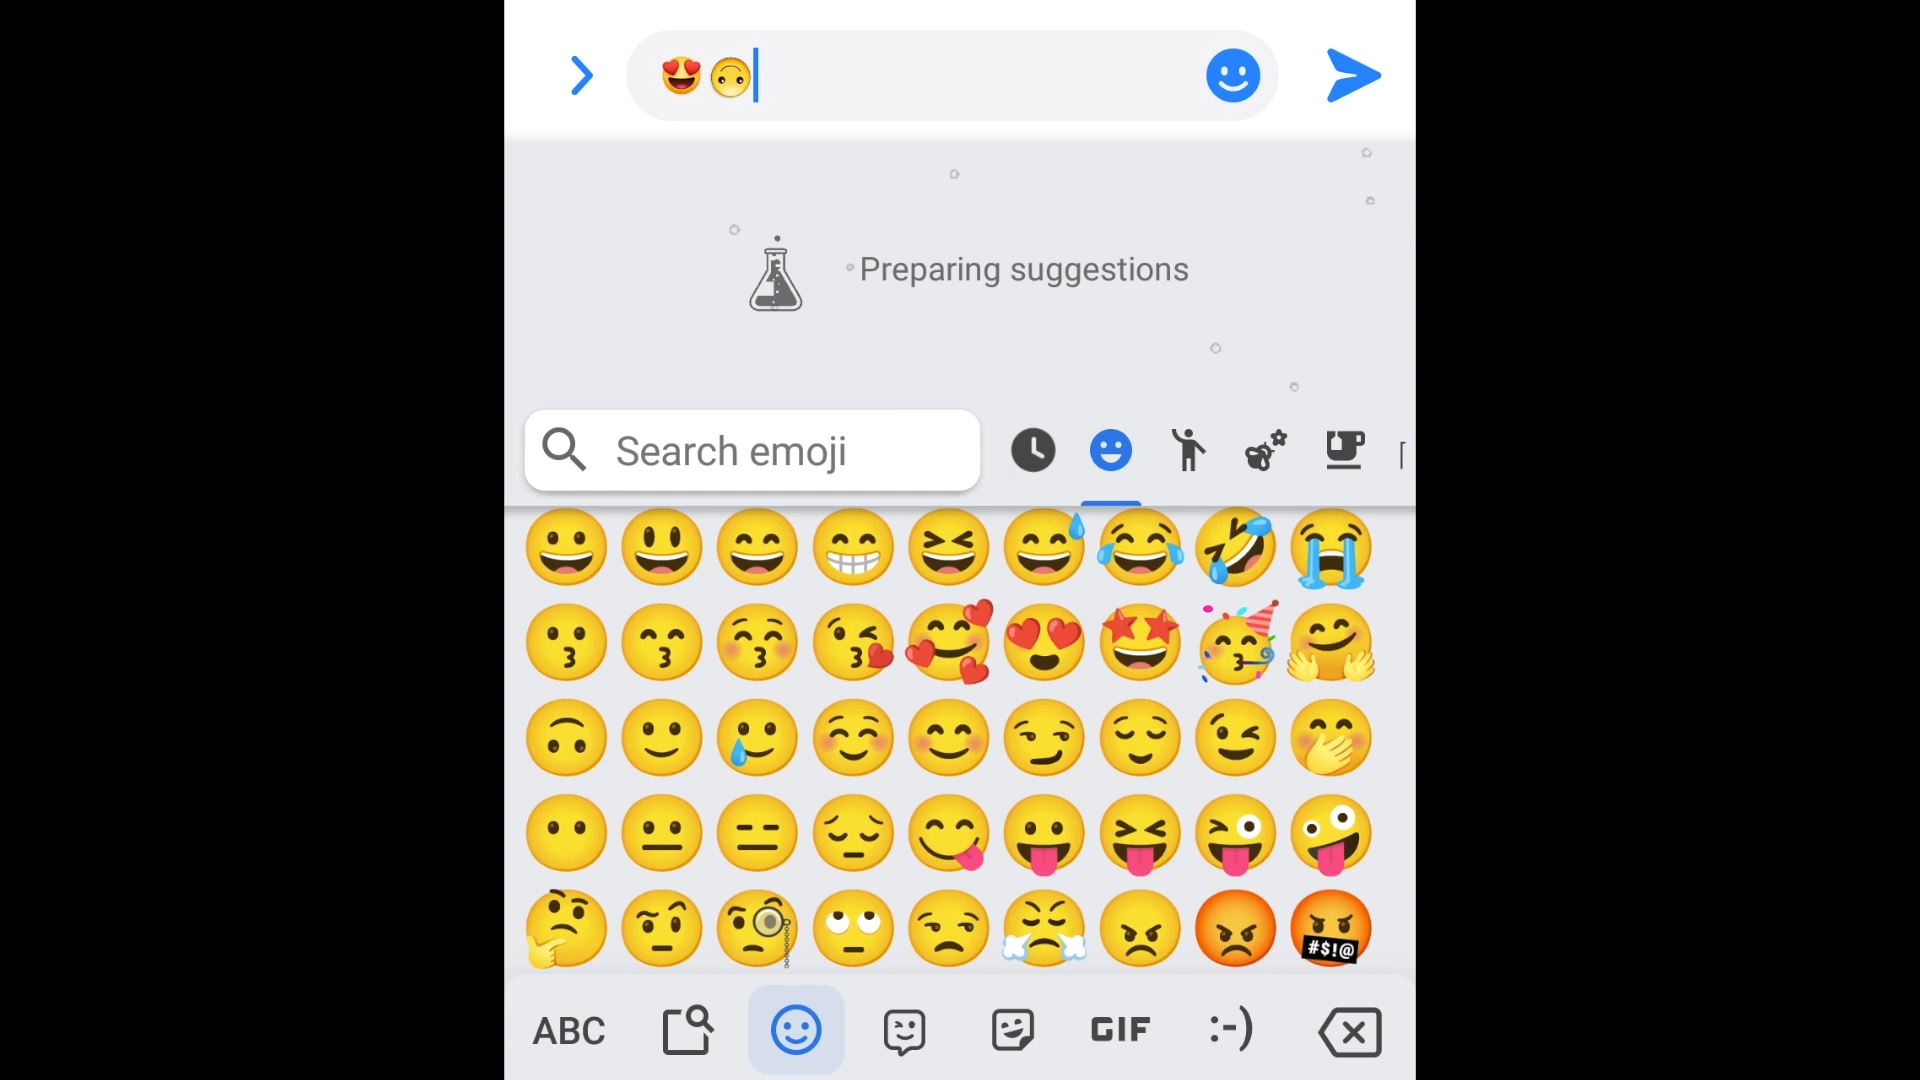 Preparing suggestions
Search emoji
#$!@
ABC
GIF
:-)